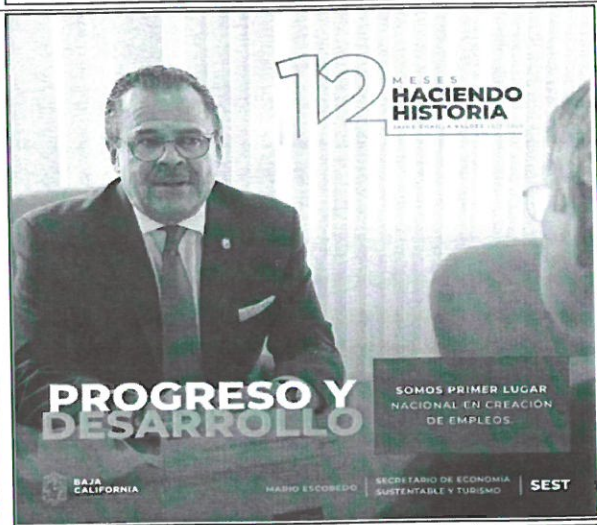 12
MESES
HACIENDO
HISTORIA
PROGRESO Y
DESARROLLO
SOMOS PRIMER LUGAR
NACIONAL EN CREACIÓN
DE EMPLEOS
BAJA
CALIFORNIA
MARIO ESCOBEDO
SECRETARIO DE ECONOMÍA
SUSTENTABLE Y TURISMO
SEST